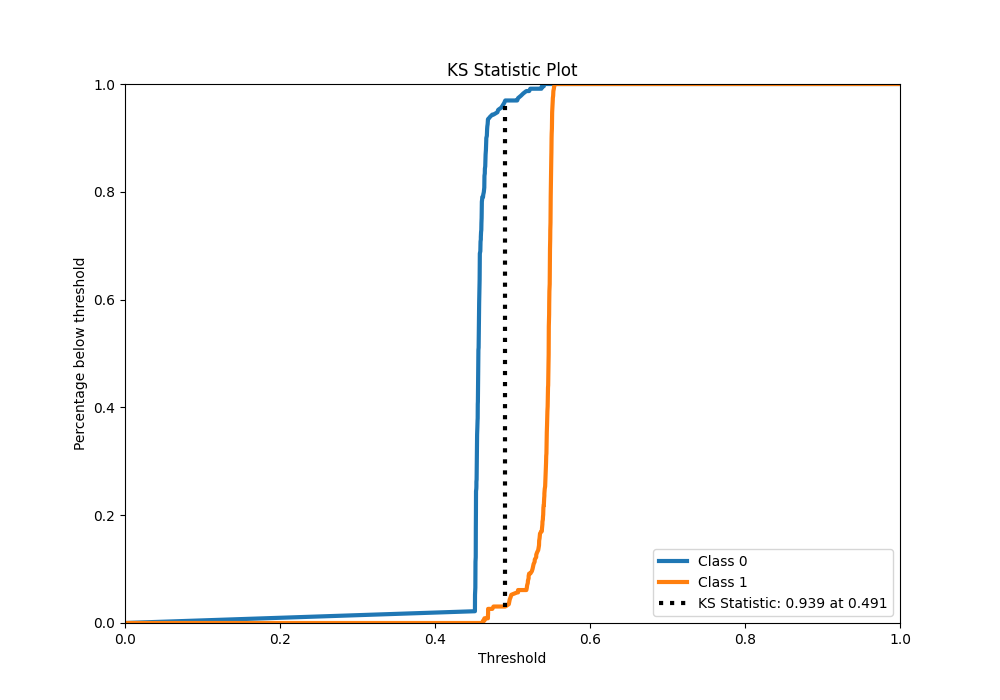 KS Statistic Plot
1.0
0.8
0.6
0.4
0.2
0.0
Percentage below threshold
0.0 0.2 0.4 0.6 0.8 1.0
Threshold
Class 0
Class 1
KS Statistic: 0.939 at 0.491